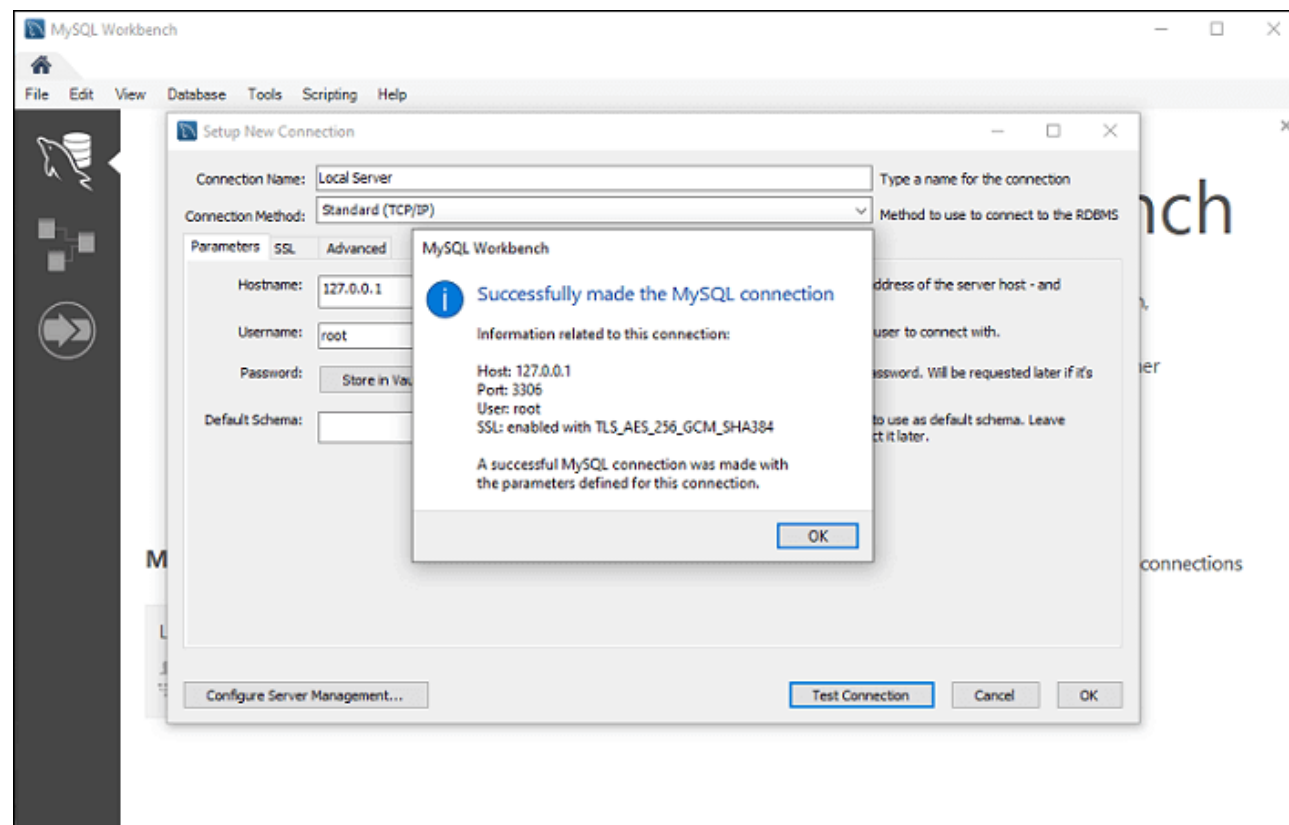 MySQL Workbench
File Edit View Database Tools Scripting Help
Setup New Connection
Connection Name: Local Server Type a name for the connection
Connection Method: Standard (TCP/IP) Method to use to connect to the RDBMS
nch
Parameters SSL Advanced
MySQL Workbench
Hostname: 127.0.0.1 address of the server host - and
Successfully made the MySQL connection
Username: root user to connect with.
Information related to this connection:
Password: Store in Vau
Will be requested later if it's
Host: 127.0.0.1
Port: 3306
User: root
SSL: enabled with TLS_AES_256_GCM_SHA384
Default Schema: to use as default schema. Leave
ct it later.
A successful MySQL connection was made with
the parameters defined for this connection.
OK
M
connections
L
Configure Server Management... Test Connection Cancel OK